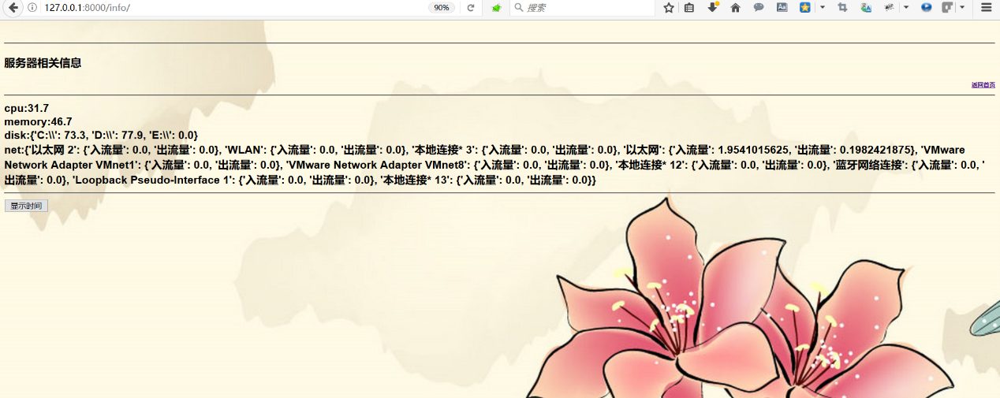 127.0.0.1:8000/info/
90%
搜索
服务器相关信息
返回首页
cpu:31.7
memory:46.7
disk:{'C:\\': 73.3, 'D:\\': 77.9, 'E:\\': 0.0}
net:{'以太网 2': {'入流量': 0.0, '出流量': 0.0}, 'WLAN': {'入流量': 0.0, '出流量': 0.0}, '本地连接* 3': {'入流量': 0.0, '出流量': 0.0}, '以太网': {'入流量': 1.9541015625, '出流量': 0.1982421875}, 'VMware
Network Adapter VMnet1': {'入流量': 0.0, '出流量': 0.0}, 'VMware Network Adapter VMnet8': {'入流量': 0.0, '出流量': 0.0}, '本地连接* 12': {'入流量': 0.0, '出流量': 0.0}, '蓝牙网络连接': {'入流量': 0.0, '
出流量': 0.0}, 'Loopback Pseudo-Interface 1': {'入流量': 0.0, '出流量': 0.0}, '本地连接* 13': {'入流量': 0.0, '出流量': 0.0}}
显示时间